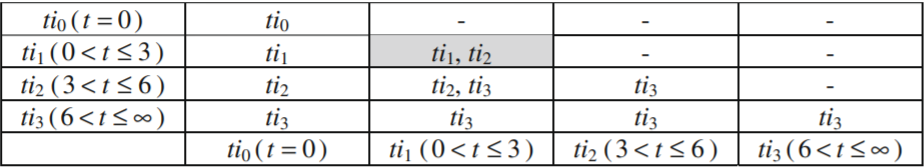 ti₀(t=0) ti₀ - - -
ti₁(0<t≤3) ti₁ ti₁, ti₂ - -
ti₂(3<t≤6) ti₂ ti₂, ti₃ ti₃ -
ti₃(6<t≤∞) ti₃ ti₃ ti₃ ti₃
ti₀(t=0) ti₁ (0<t≤3) ti₂ (3<t≤6) ti₃(6<t≤∞)